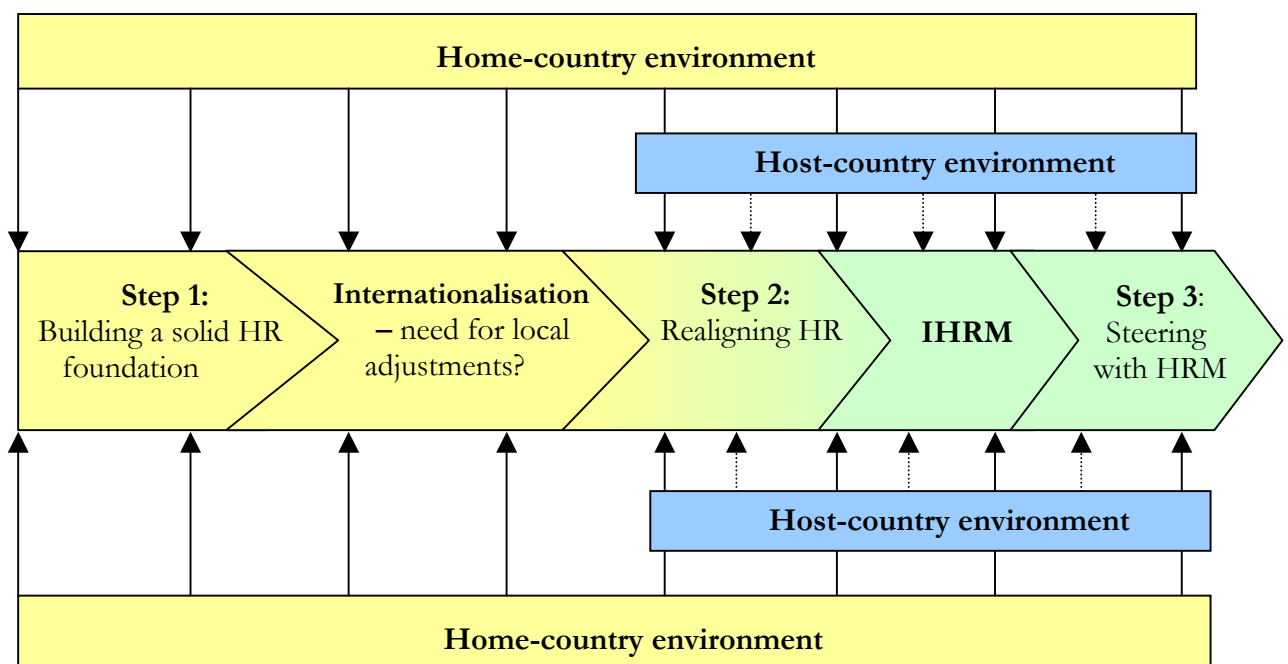 Home-country environment
Host-country environment
Step 1:
Building a solid HR
foundation
Internationalisation
– need for local
adjustments?
Step 2:
Realigning HR
IHRM
Step 3:
Steering
with HRM
Host-country environment
Home-country environment